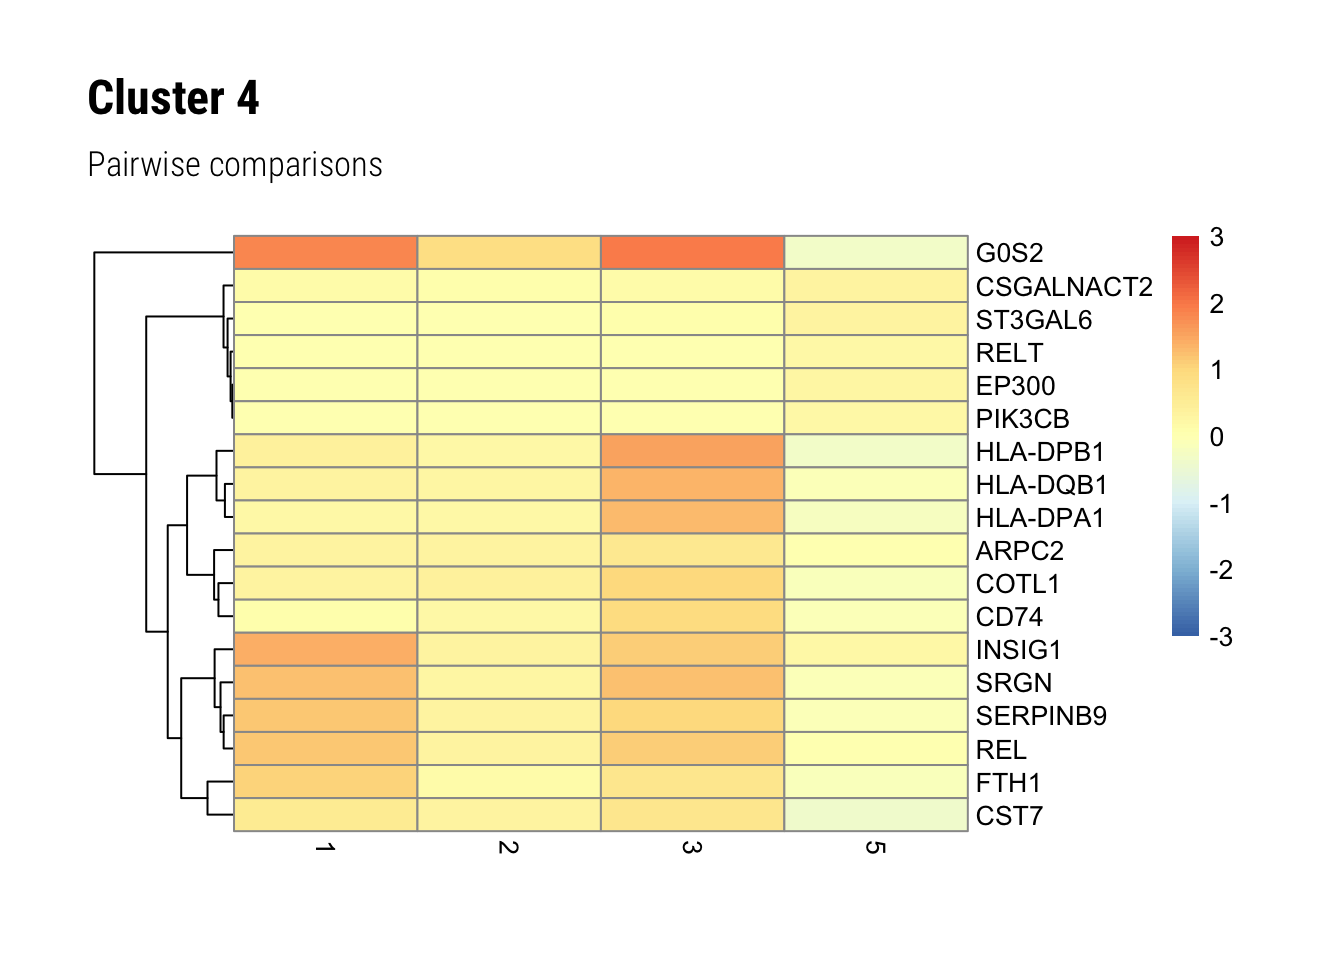 Cluster 4
Pairwise comparisons
G0S2
CSGALNACT2
ST3GAL6
RELT
EP300
PIK3CB
HLA-DPB1
HLA-DQB1
HLA-DPA1
ARPC2
COTL1
CD74
INSIG1
SRGN
SERPINB9
REL
FTH1
CST7
1 2 3 5
3
2
1
0
-1
-2
-3